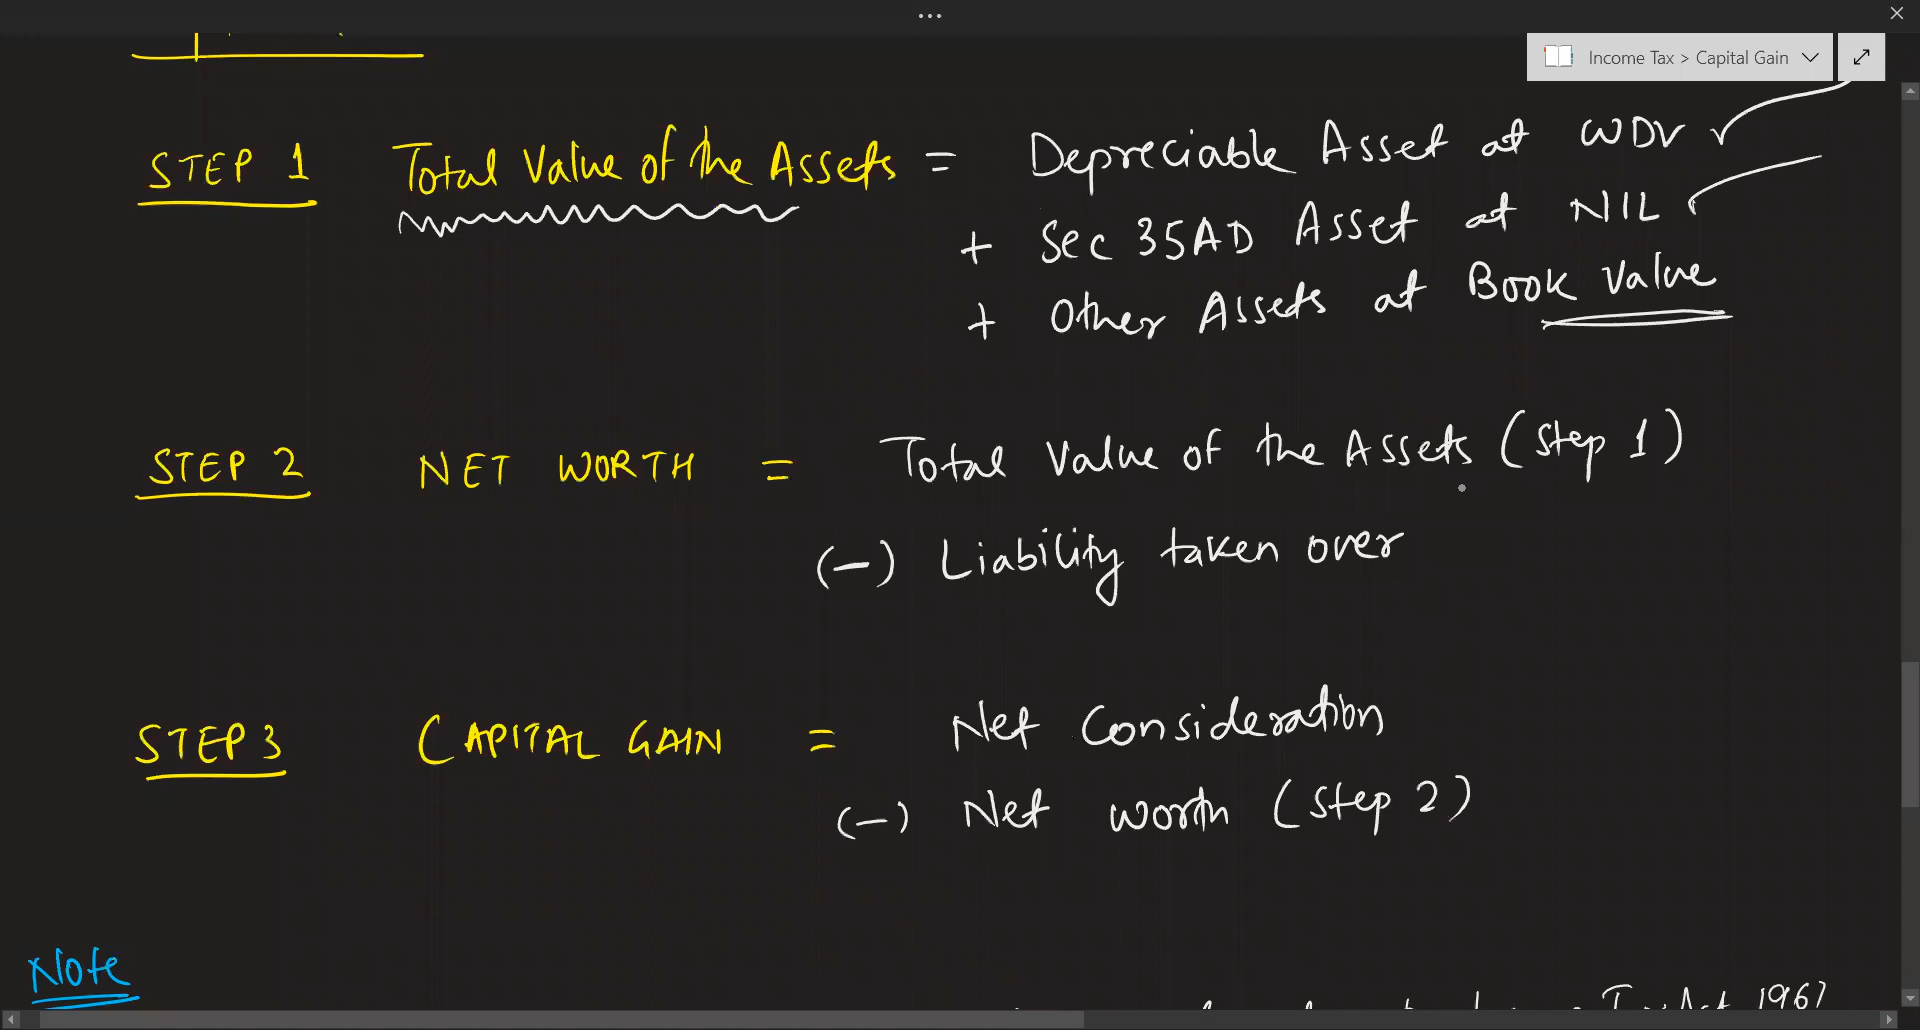 Income Tax > Capital Gain
STEP 1 Total Value of the Assets = Depreciable Asset at WDV
+ Sec 35AD Asset at NIL
+ Other Assets at Book Value
STEP 2 NET WORTH = Total Value of the Assets (Step 1)
(-) Liability taken over
STEP 3 CAPITAL GAIN = Net Consideration
(-) Net worth (Step 2)
Note